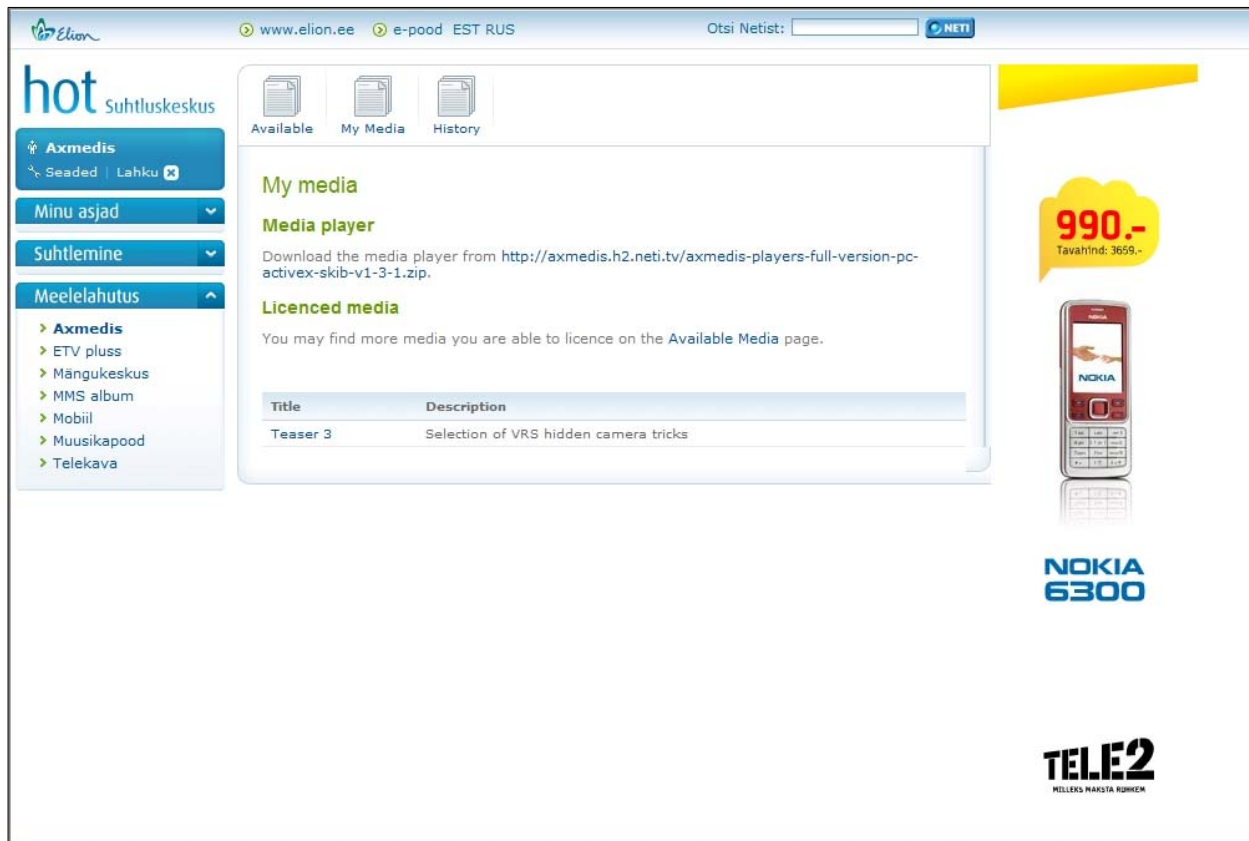 Elion
www.elion.ee e-pood EST RUS
Otsi Netist: NETI
hot Suhtluskeskus
Axmedis
Seaded | Lahku
Minu asjad
Suhtlemine
Meelelahutus
Axmedis
ETV pluss
Mängukeskus
MMS album
Mobiil
Muusikapood
Telekava
Available My Media History
My media
Media player
Download the media player from http://axmedis.h2.neti.tv/axmedis-players-full-version-pc-
activex-skib-v1-3-1.zip.
Licenced media
You may find more media you are able to licence on the Available Media page.
Title Description
Teaser 3 Selection of VRS hidden camera tricks
990.-
Tavahind: 3659.-
NOKIA
NOKIA
NOKIA
6300
TELE2
MILLEKS MAKSTA ROHKEM